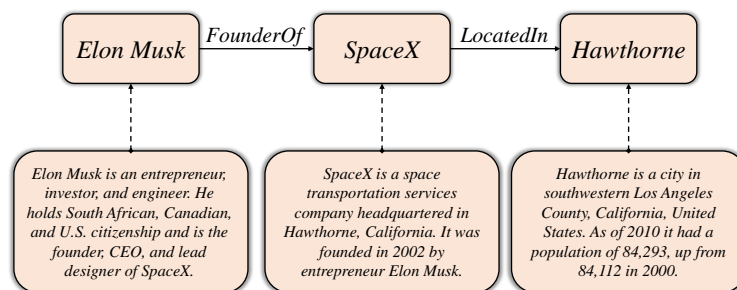 Elon Musk
FounderOf
SpaceX
LocatedIn
Hawthorne
Elon Musk is an entrepreneur,
investor, and engineer. He
holds South African, Canadian,
and U.S. citizenship and is the
founder, CEO, and lead
designer of SpaceX.
SpaceX is a space
transportation services
company headquartered in
Hawthorne, California. It was
founded in 2002 by
entrepreneur Elon Musk.
Hawthorne is a city in
southwestern Los Angeles
County, California, United
States. As of 2010 it had a
population of 84,293, up from
84,112 in 2000.